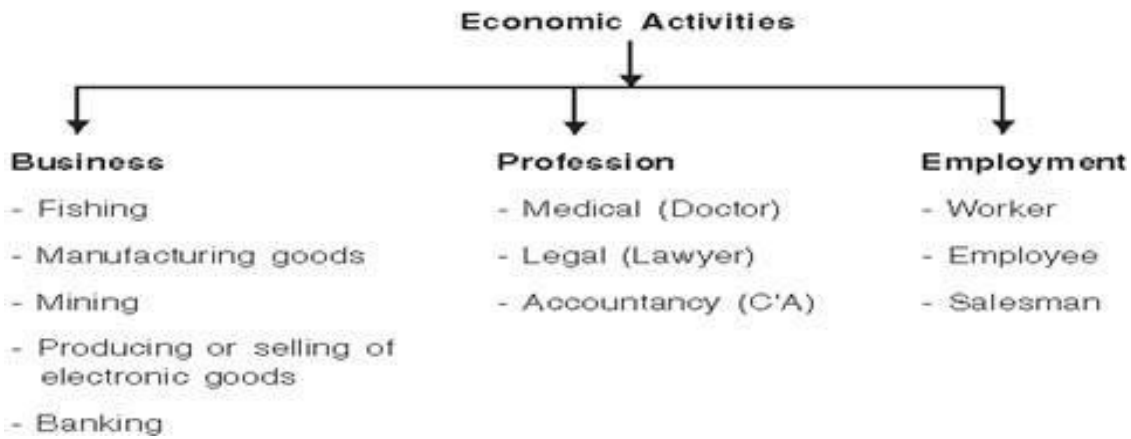 Economic Activities
Business
- Fishing
- Manufacturing goods
- Mining
- Producing or selling of
electronic goods
- Banking
Profession
- Medical (Doctor)
- Legal (Lawyer)
- Accountancy (C'A)
Employment
- Worker
- Employee
- Salesman